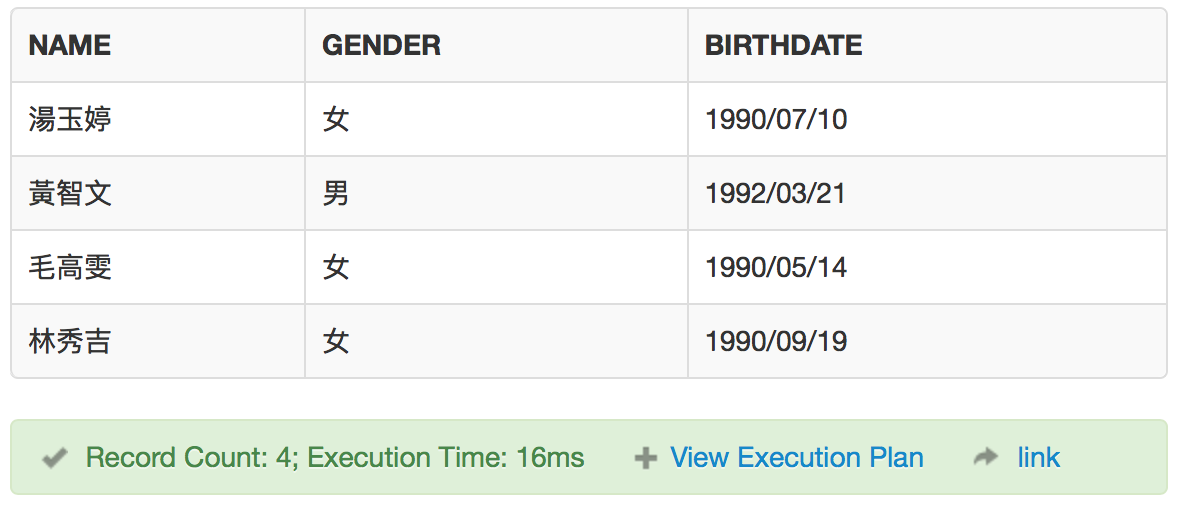 NAME GENDER BIRTHDATE
湯玉婷 女 1990/07/10
黃智文 男 1992/03/21
毛高雯 女 1990/05/14
林秀吉 女 1990/09/19
Record Count: 4; Execution Time: 16ms View Execution Plan link